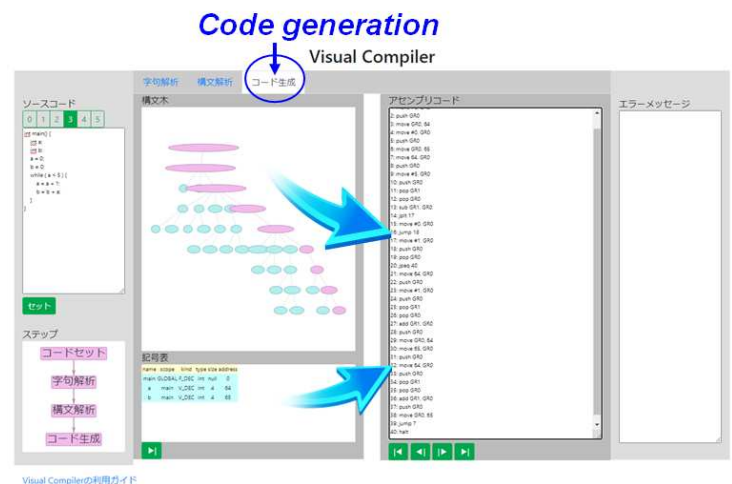 Code generation
Visual Compiler
字句解析 構文解析 コード生成
ソースコード
0 1 2 3 4 5
main() {
a = 0;
b = 0;
while ( a < 5 ) {
a = a + 1;
b = b + a;
}
}
セット
ステップ
コードセット
字句解析
構文解析
コード生成
構文木
記号表
name scope kind type size address
main GLOBAL F_DEC int null 0
a main V_DEC int 4 64
b main V_DEC int 4 68
アセンブリコード
2: push GR0
3: move GR0, 64
4: move #0, GR0
5: push GR0
6: move GR0, 68
7: move 64, GR0
8: push GR0
9: move #5, GR0
10: push GR0
11: pop GR1
12: pop GR0
13: sub GR1, GR0
14: jplt 17
15: move #0, GR0
16: jump 18
17: move #1, GR0
18: push GR0
19: pop GR0
20: jpeq 40
21: move 64, GR0
22: push GR0
23: move #1, GR0
24: push GR0
25: pop GR1
26: pop GR0
27: add GR1, GR0
28: push GR0
29: move GR0, 64
30: move 68, GR0
31: push GR0
32: move 64, GR0
33: push GR0
34: pop GR1
35: pop GR0
36: add GR1, GR0
37: push GR0
38: move GR0, 68
39: jump 7
40: halt
エラーメッセージ
Visual Compilerの利用ガイド